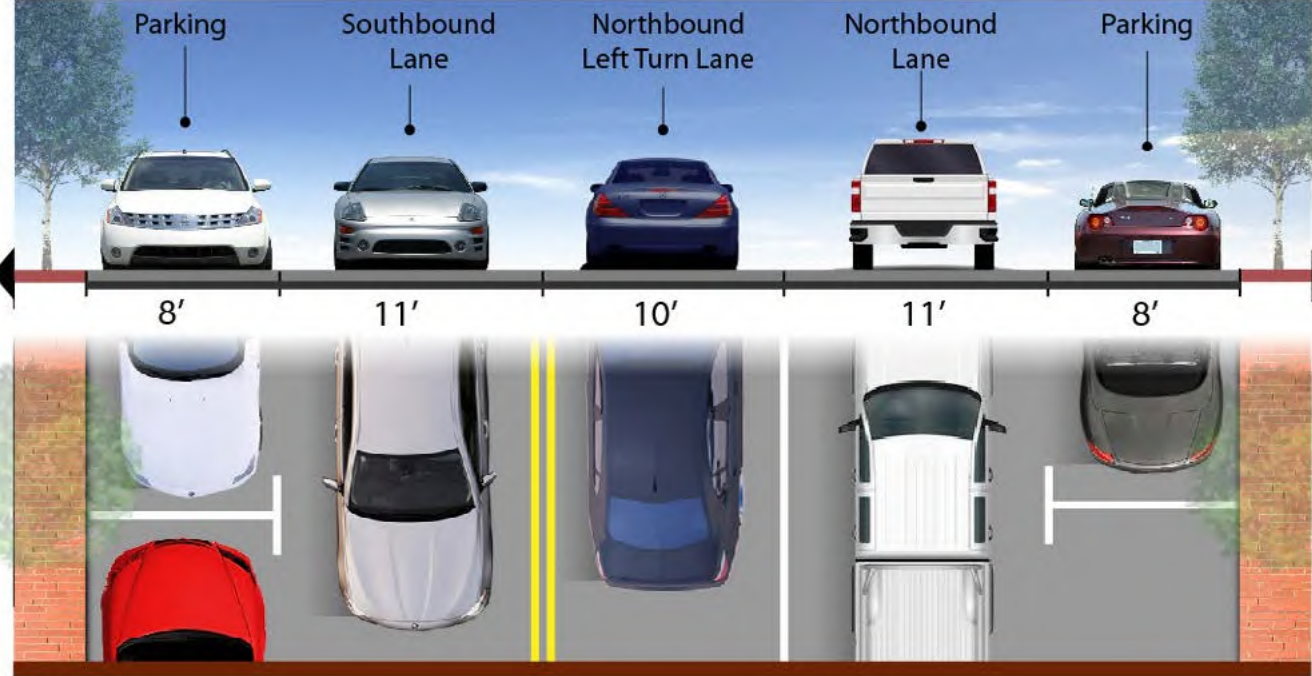 Parking
Southbound
Lane
Northbound
Left Turn Lane
Northbound
Lane
Parking
8’
11’
10’
11’
8’